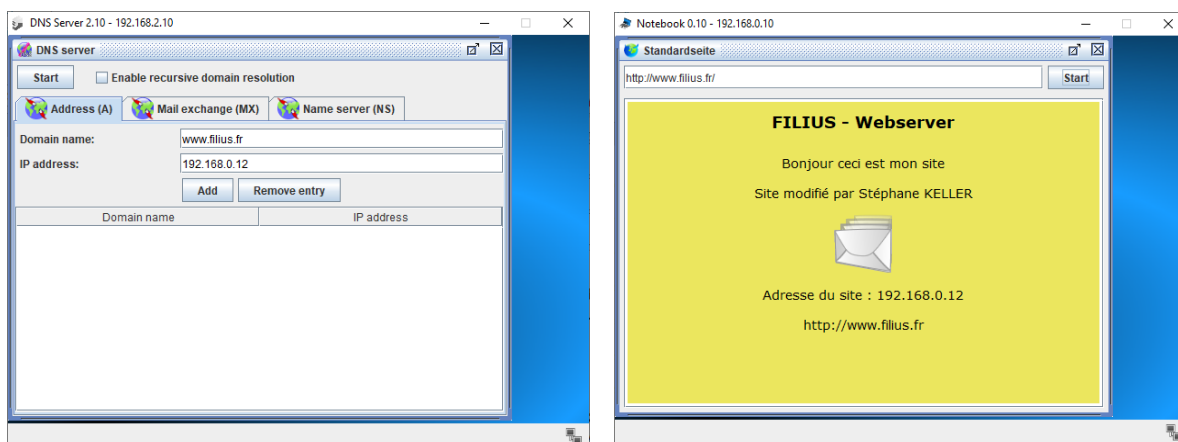 DNS Server 2.10 - 192.168.2.10
DNS server
Start Enable recursive domain resolution
Address (A) Mail exchange (MX) Name server (NS)
Domain name: www.filius.fr
IP address: 192.168.0.12
Add Remove entry
Domain name IP address
Notebook 0.10 - 192.168.0.10
Standardseite
http://www.filius.fr/ Start
FILIUS - Webserver
Bonjour ceci est mon site
Site modifié par Stéphane KELLER
Adresse du site : 192.168.0.12
http://www.filius.fr